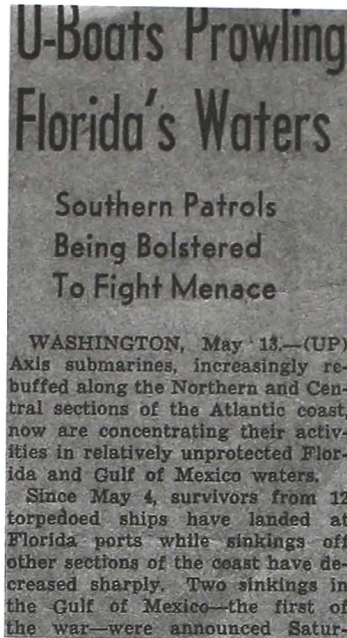 U-Boats Prowling
Florida's Waters
Southern Patrols
Being Bolstered
To Fight Menace
WASHINGTON, May 13.—(UP)
Axis submarines, increasingly re-
buffed along the Northern and Cen-
tral sections of the Atlantic coast,
now are concentrating their activ-
ities in relatively unprotected Flor-
ida and Gulf of Mexico waters.
Since May 4, survivors from 12
torpedoed ships have landed at
Florida ports while sinkings off
other sections of the coast have de-
creased sharply. Two sinkings in
the Gulf of Mexico—the first of
the war—were announced Satur-